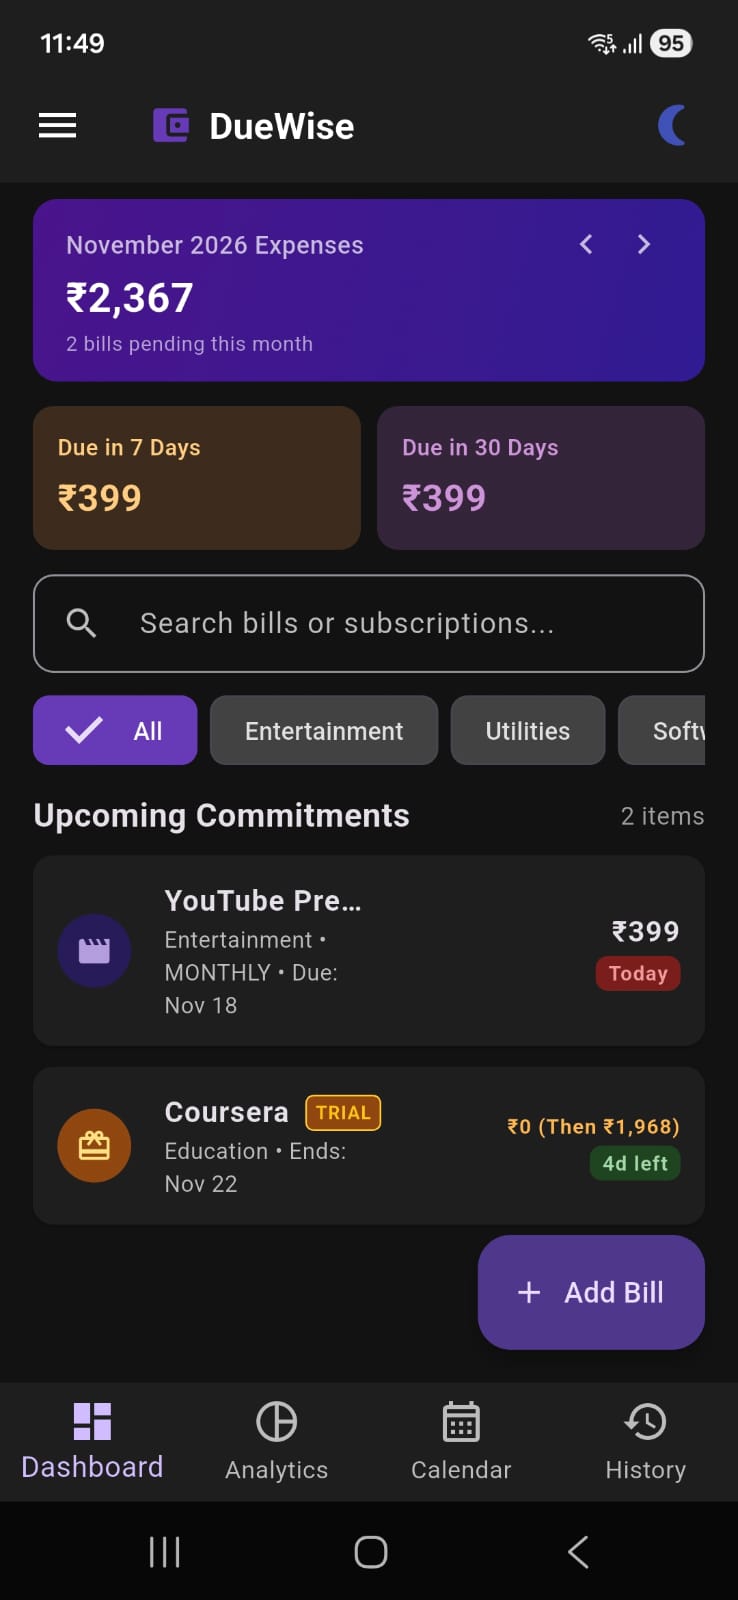 11:49
5
95
DueWise
November 2026 Expenses
₹2,367
2 bills pending this month
Due in 7 Days
₹399
Due in 30 Days
₹399
Search bills or subscriptions...
All
Entertainment
Utilities
Softw
Upcoming Commitments
2 items
YouTube Pre...
Entertainment •
MONTHLY • Due:
Nov 18
₹399
Today
Coursera
TRIAL
Education • Ends:
Nov 22
₹0 (Then ₹1,968)
4d left
+ Add Bill
Dashboard
Analytics
Calendar
History